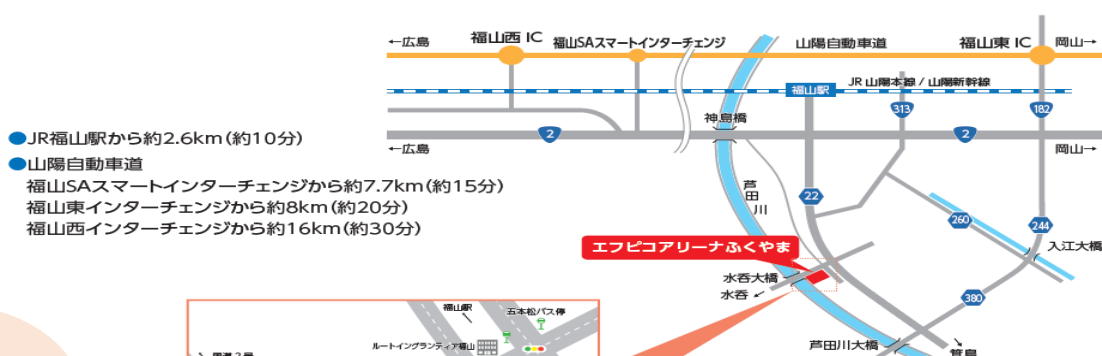 ←広島
福山西 IC
福山SAスマートインターチェンジ
山陽自動車道
福山東 IC
岡山→
福山駅
JR 山陽本線 / 山陽新幹線
313
182
神島橋
2
2
←広島
岡山→
●JR福山駅から約2.6km(約10分)
●山陽自動車道
福山SAスマートインターチェンジから約7.7km(約15分)
福山東インターチェンジから約8km(約20分)
福山西インターチェンジから約16km(約30分)
芦田川
22
260
244
入江大橋
エフピコアリーナふくやま
水呑大橋
水呑
380
芦田川大橋
箕島
福山駅
五本松バス停
ルートイングランティア福山
国道2号